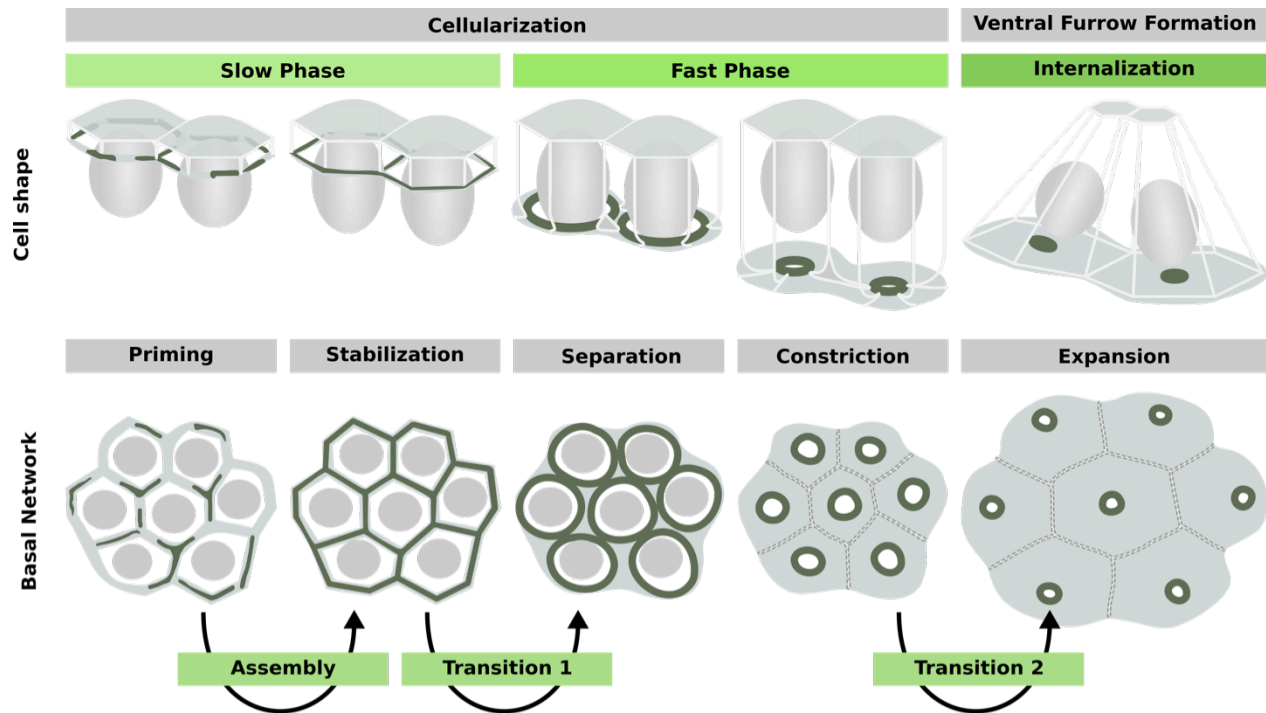 Cellularization
Ventral Furrow Formation
Slow Phase
Fast Phase
Internalization
Cell shape
Priming
Stabilization
Separation
Constriction
Expansion
Basal Network
Assembly
Transition 1
Transition 2